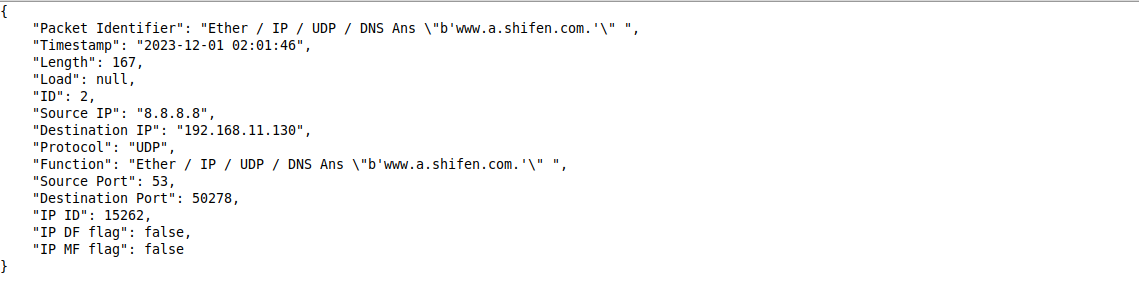 {
    "Packet Identifier": "Ether / IP / UDP / DNS Ans \"b'www.a.shifen.com.'\" ",
    "Timestamp": "2023-12-01 02:01:46",
    "Length": 167,
    "Load": null,
    "ID": 2,
    "Source IP": "8.8.8.8",
    "Destination IP": "192.168.11.130",
    "Protocol": "UDP",
    "Function": "Ether / IP / UDP / DNS Ans \"b'www.a.shifen.com.'\" ",
    "Source Port": 53,
    "Destination Port": 50278,
    "IP ID": 15262,
    "IP DF flag": false,
    "IP MF flag": false
}